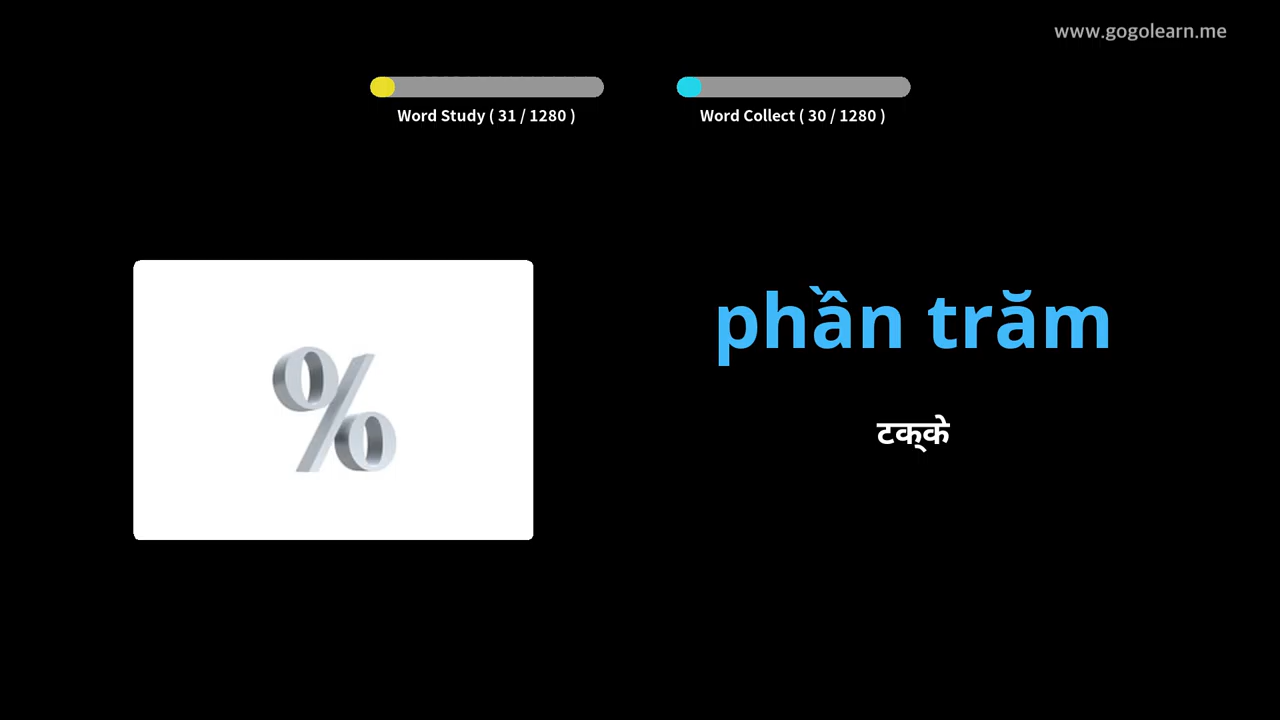 www.gogolearn.me
Word Study ( 31 / 1280 )
Word Collect ( 30 / 1280 )
%
phần trăm
टक्के